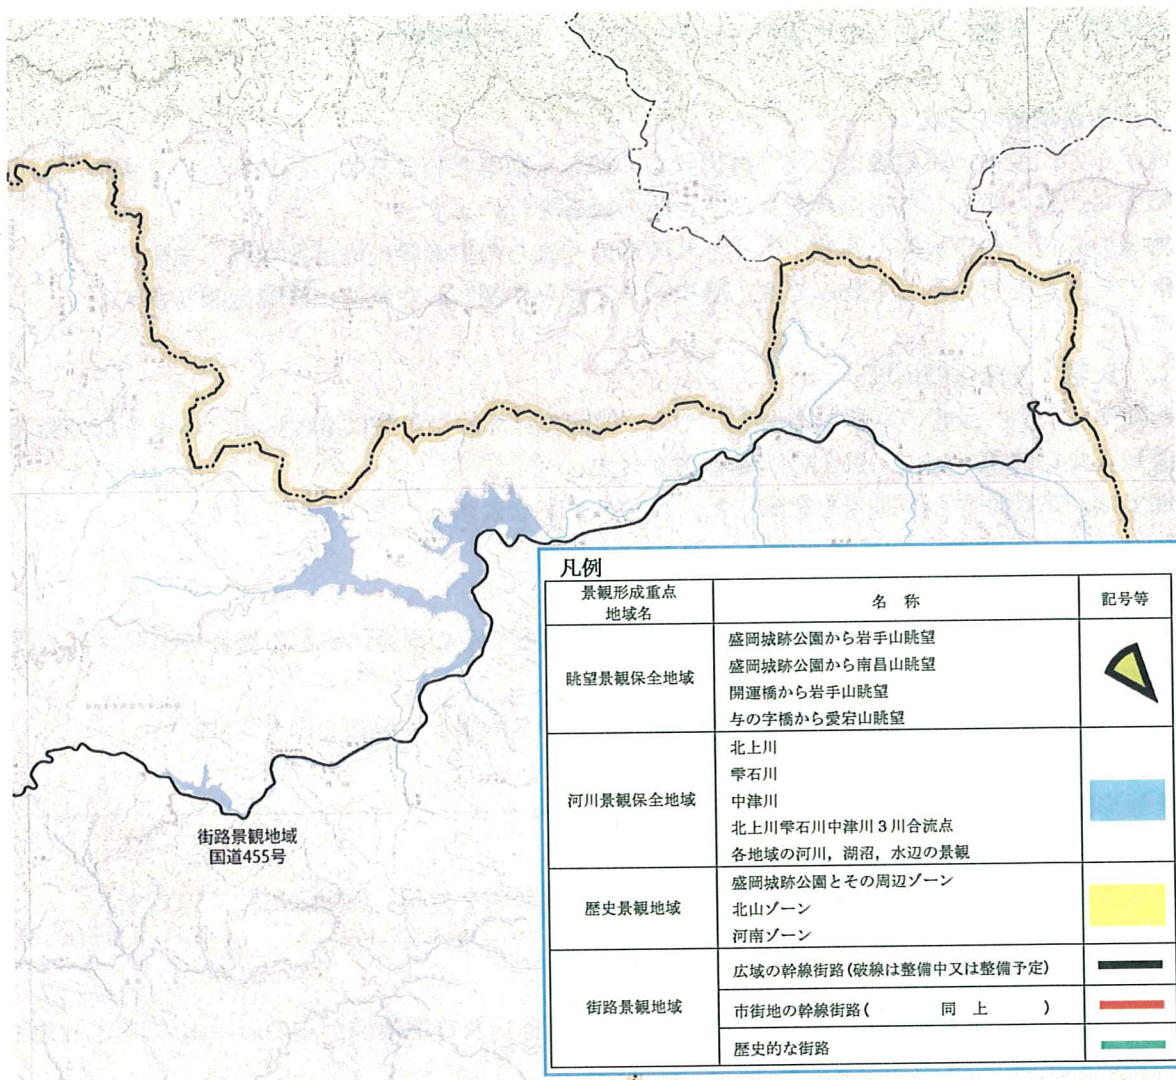 街路景観地域
国道455号
凡例
景観形成重点
地域名
名 称
記号等
眺望景観保全地域
盛岡城跡公園から岩手山眺望
盛岡城跡公園から南昌山眺望
開運橋から岩手山眺望
与の字橋から愛宕山眺望
河川景観保全地域
北上川
雫石川
中津川
北上川雫石川中津川3川合流点
各地域の河川，湖沼，水辺の景観
歴史景観地域
盛岡城跡公園とその周辺ゾーン
北山ゾーン
河南ゾーン
街路景観地域
広域の幹線街路(破線は整備中又は整備予定)
市街地の幹線街路( 同 上 )
歴史的な街路